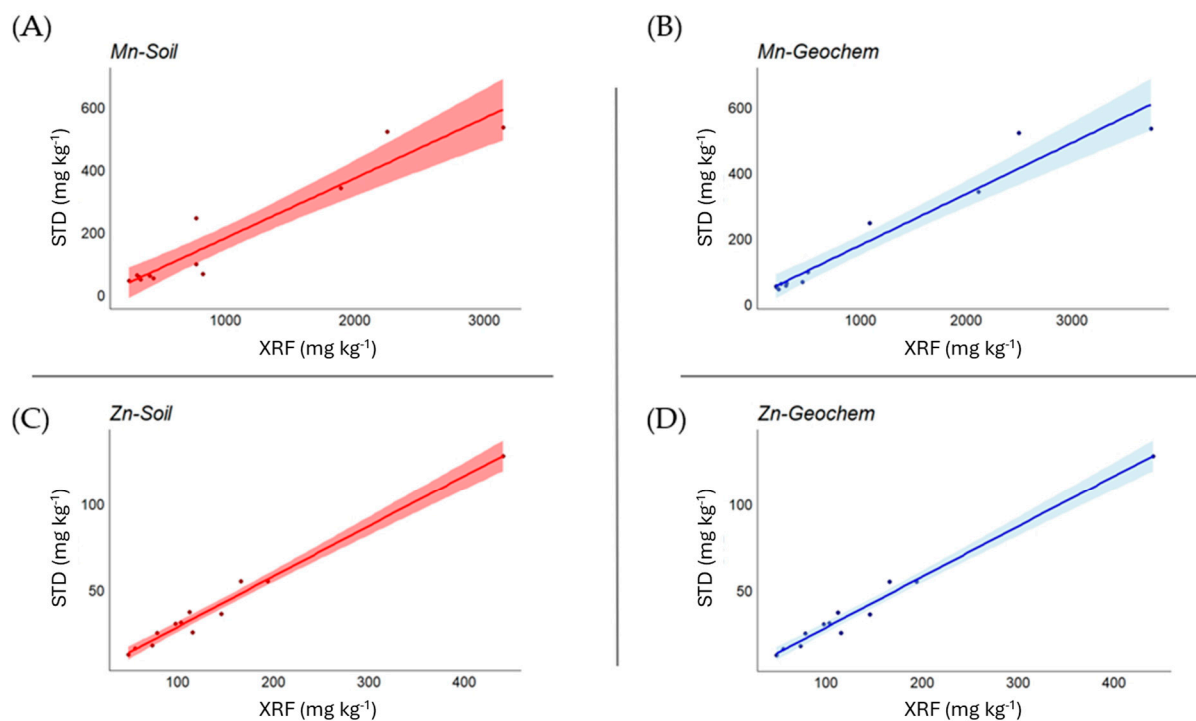 (A)
Mn-Soil
STD (mg kg⁻¹)
600
400
200
0
1000
2000
3000
XRF (mg kg⁻¹)
(B)
Mn-Geochem
STD (mg kg⁻¹)
600
400
200
0
1000
2000
3000
XRF (mg kg⁻¹)
(C)
Zn-Soil
STD (mg kg⁻¹)
100
50
100
200
300
400
XRF (mg kg⁻¹)
(D)
Zn-Geochem
STD (mg kg⁻¹)
100
50
100
200
300
400
XRF (mg kg⁻¹)